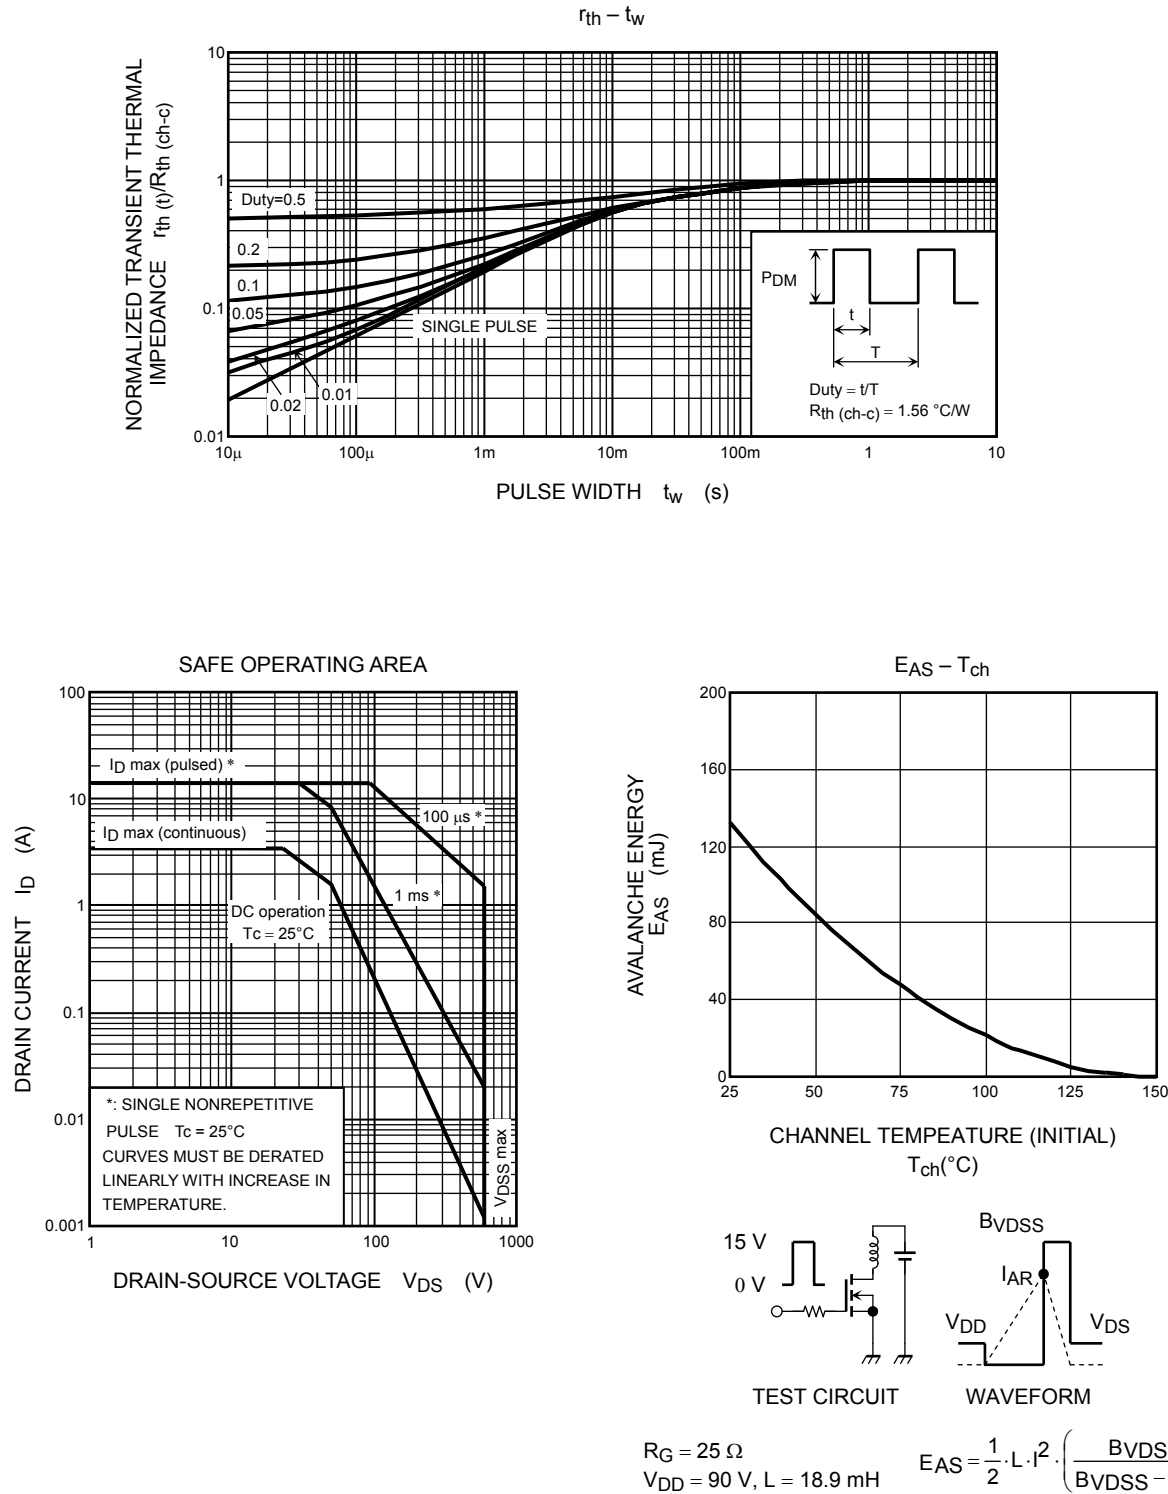 rth – tw
NORMALIZED TRANSIENT THERMAL
IMPEDANCE rth (t)/Rth (ch-c)
10
1
0.1
0.01
Duty=0.5
0.2
0.1
0.05
0.02
0.01
SINGLE PULSE
PDM
t
T
Duty = t/T
Rth (ch-c) = 1.56 °C/W
10μ
100μ
1m
10m
100m
1
10
PULSE WIDTH tw (s)
SAFE OPERATING AREA
DRAIN CURRENT ID (A)
100
10
1
0.1
0.01
0.001
ID max (pulsed) *
ID max (continuous)
100 μs *
1 ms *
DC operation
Tc = 25°C
*: SINGLE NONREPETITIVE
PULSE Tc = 25°C
CURVES MUST BE DERATED
LINEARLY WITH INCREASE IN
TEMPERATURE.
VDSS max
1
10
100
1000
DRAIN-SOURCE VOLTAGE VDS (V)
EAS – Tch
AVALANCHE ENERGY
EAS (mJ)
200
160
120
80
40
0
25
50
75
100
125
150
CHANNEL TEMPEATURE (INITIAL)
Tch(°C)
15 V
0 V
BVDSS
IAR
VDD
VDS
TEST CIRCUIT
WAVEFORM
RG = 25 Ω
VDD = 90 V, L = 18.9 mH
EAS = 1/2 · L · I² · ( BVDS / BVDSS −